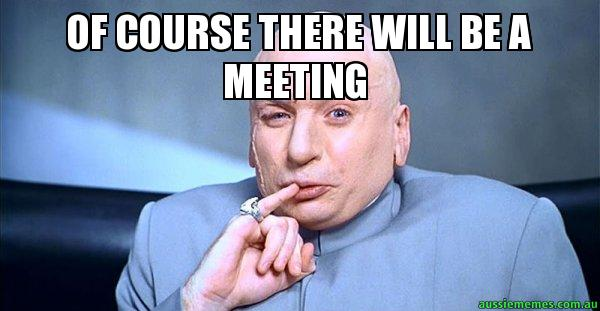 OF COURSE THERE WILL BE A
MEETING
aussiememes.com.au